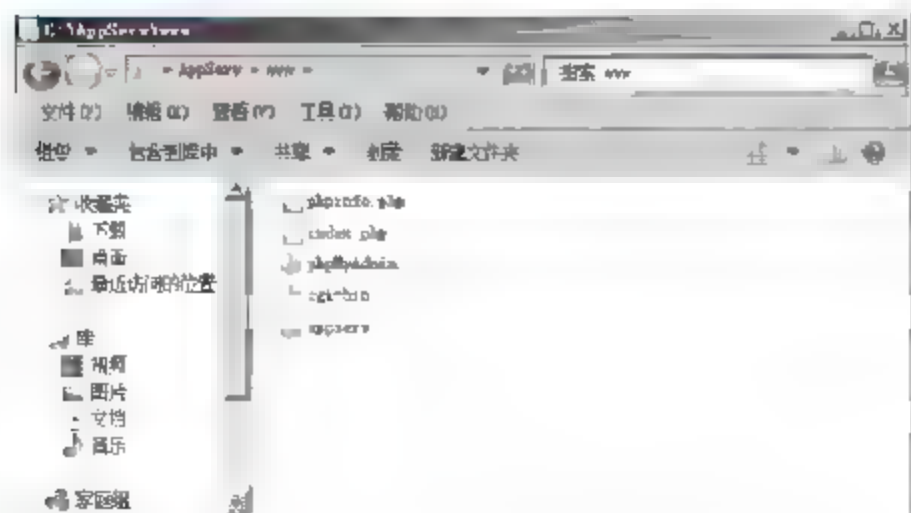 C:\AppServ\www
AppServ www 搜索 www
文件(F) 编辑(E) 查看(V) 工具(T) 帮助(H)
组织 包含到库中 共享 刻录 新建文件夹
收藏夹
下载
桌面
最近访问的位置
库
视频
图片
文档
音乐
家庭组
phpinfo.php
index.php
phpMyAdmin
cgi-bin
appserv